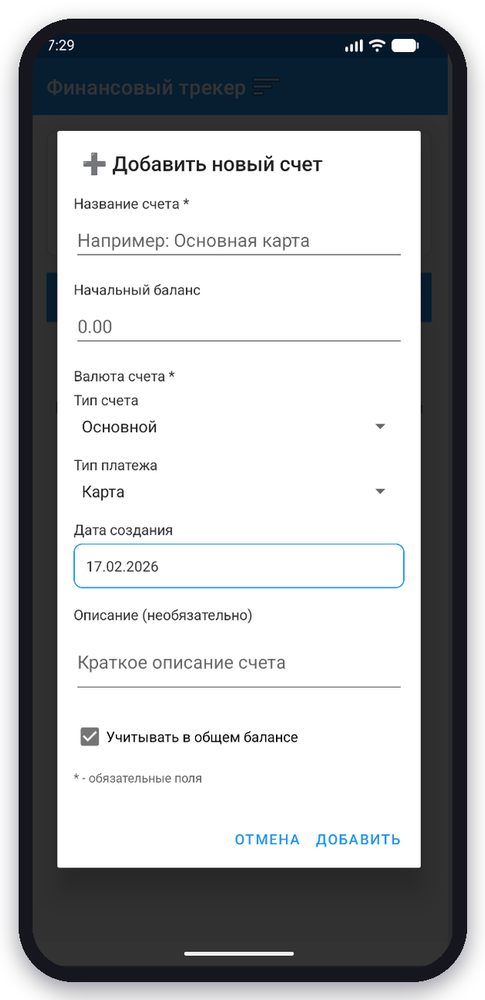 7:29
Финансовый трекер
Добавить новый счет
Название счета *
Например: Основная карта
Начальный баланс
0.00
Валюта счета *
Тип счета
Основной
Тип платежа
Карта
Дата создания
17.02.2026
Описание (необязательно)
Краткое описание счета
Учитывать в общем балансе
* - обязательные поля
ОТМЕНА ДОБАВИТЬ